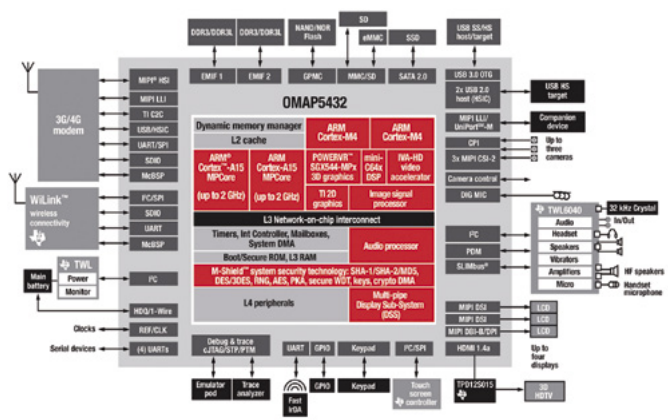 DDR3/DDR3L
DDR3/DDR3L
NAND/NOR
Flash
SD
eMMC
SSD
USB SS/HS
host/target
EMIF 1
EMIF 2
GPMC
MMC/SD
SATA 2.0
USB 3.0 OTG
2x USB 2.0
host (HSIC)
USB HS
target
MIPI LLI/
UniPort™-M
Companion
device
CPI
3x MIPI CSI-2
Up to
three
cameras
Camera control
DIG MIC
3G/4G
modem
MIPI® HSI
MIPI LLI
TI C2C
USB/HSIC
UART/SPI
SDIO
McBSP
WiLink™
wireless
connectivity
I²C/SPI
SDIO
UART
McBSP
TWL
Power
Monitor
Main
battery
I²C
HDQ/1-Wire
Clocks
REF/CLK
Serial devices
(4) UARTs
OMAP5432
Dynamic memory manager
L2 cache
ARM
Cortex-M4
ARM
Cortex-M4
ARM®
Cortex™-A15
MPCore
(up to 2 GHz)
ARM
Cortex-A15
MPCore
(up to 2 GHz)
POWERVR™
SGX544-MPx
3D graphics
mini-
C64x
DSP
IVA-HD
video
accelerator
TI 2D
graphics
Image signal
processor
L3 Network-on-chip interconnect
Timers, Int Controller, Mailboxes,
System DMA
Boot/Secure ROM, L3 RAM
Audio processor
M-Shield™ system security technology: SHA-1/SHA-2/MD5,
DES/3DES, RNG, AES, PKA, secure WDT, keys, crypto DMA
L4 peripherals
Multi-pipe
Display Sub-System
(DSS)
I²C
PDM
SLIMbus®
TWL6040
32 kHz Crystal
Audio
In/Out
Headset
Speakers
Vibrators
Amplifiers
HF speakers
Micro
Handset
microphone
MIPI DSI
LCD
MIPI DSI
LCD
MIPI DBI-B/DPI
LCD
HDMI 1.4a
Up to
four
displays
TPD12S015
3D
HDTV
Debug & trace
cJTAG/STP/PTM
UART
GPIO
Keypad
I²C/SPI
Emulator
pod
Trace
analyzer
Fast
IrDA
GPIO
Keypad
Touch
screen
controller